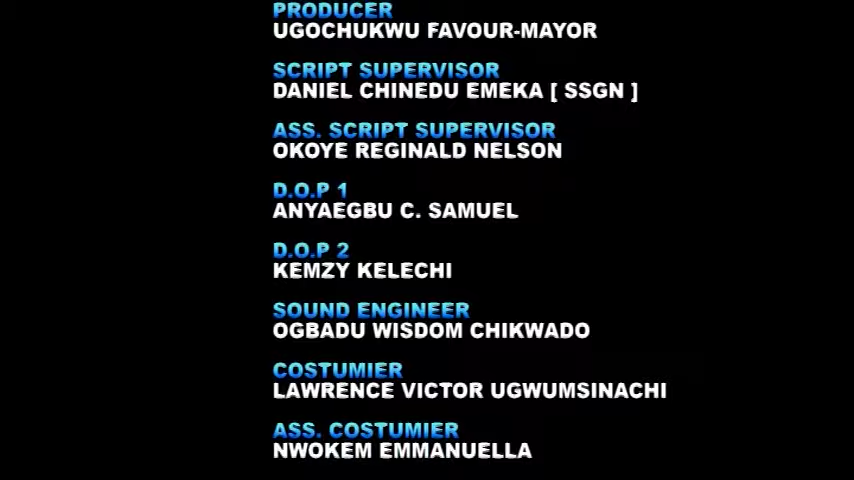 PRODUCER
UGOCHUKWU FAVOUR-MAYOR
SCRIPT SUPERVISOR
DANIEL CHINEDU EMEKA [ SSGN ]
ASS. SCRIPT SUPERVISOR
OKOYE REGINALD NELSON
D.O.P 1
ANYAEGBU C. SAMUEL
D.O.P 2
KEMZY KELECHI
SOUND ENGINEER
OGBADU WISDOM CHIKWADO
COSTUMIER
LAWRENCE VICTOR UGWUMSINACHI
ASS. COSTUMIER
NWOKEM EMMANUELLA